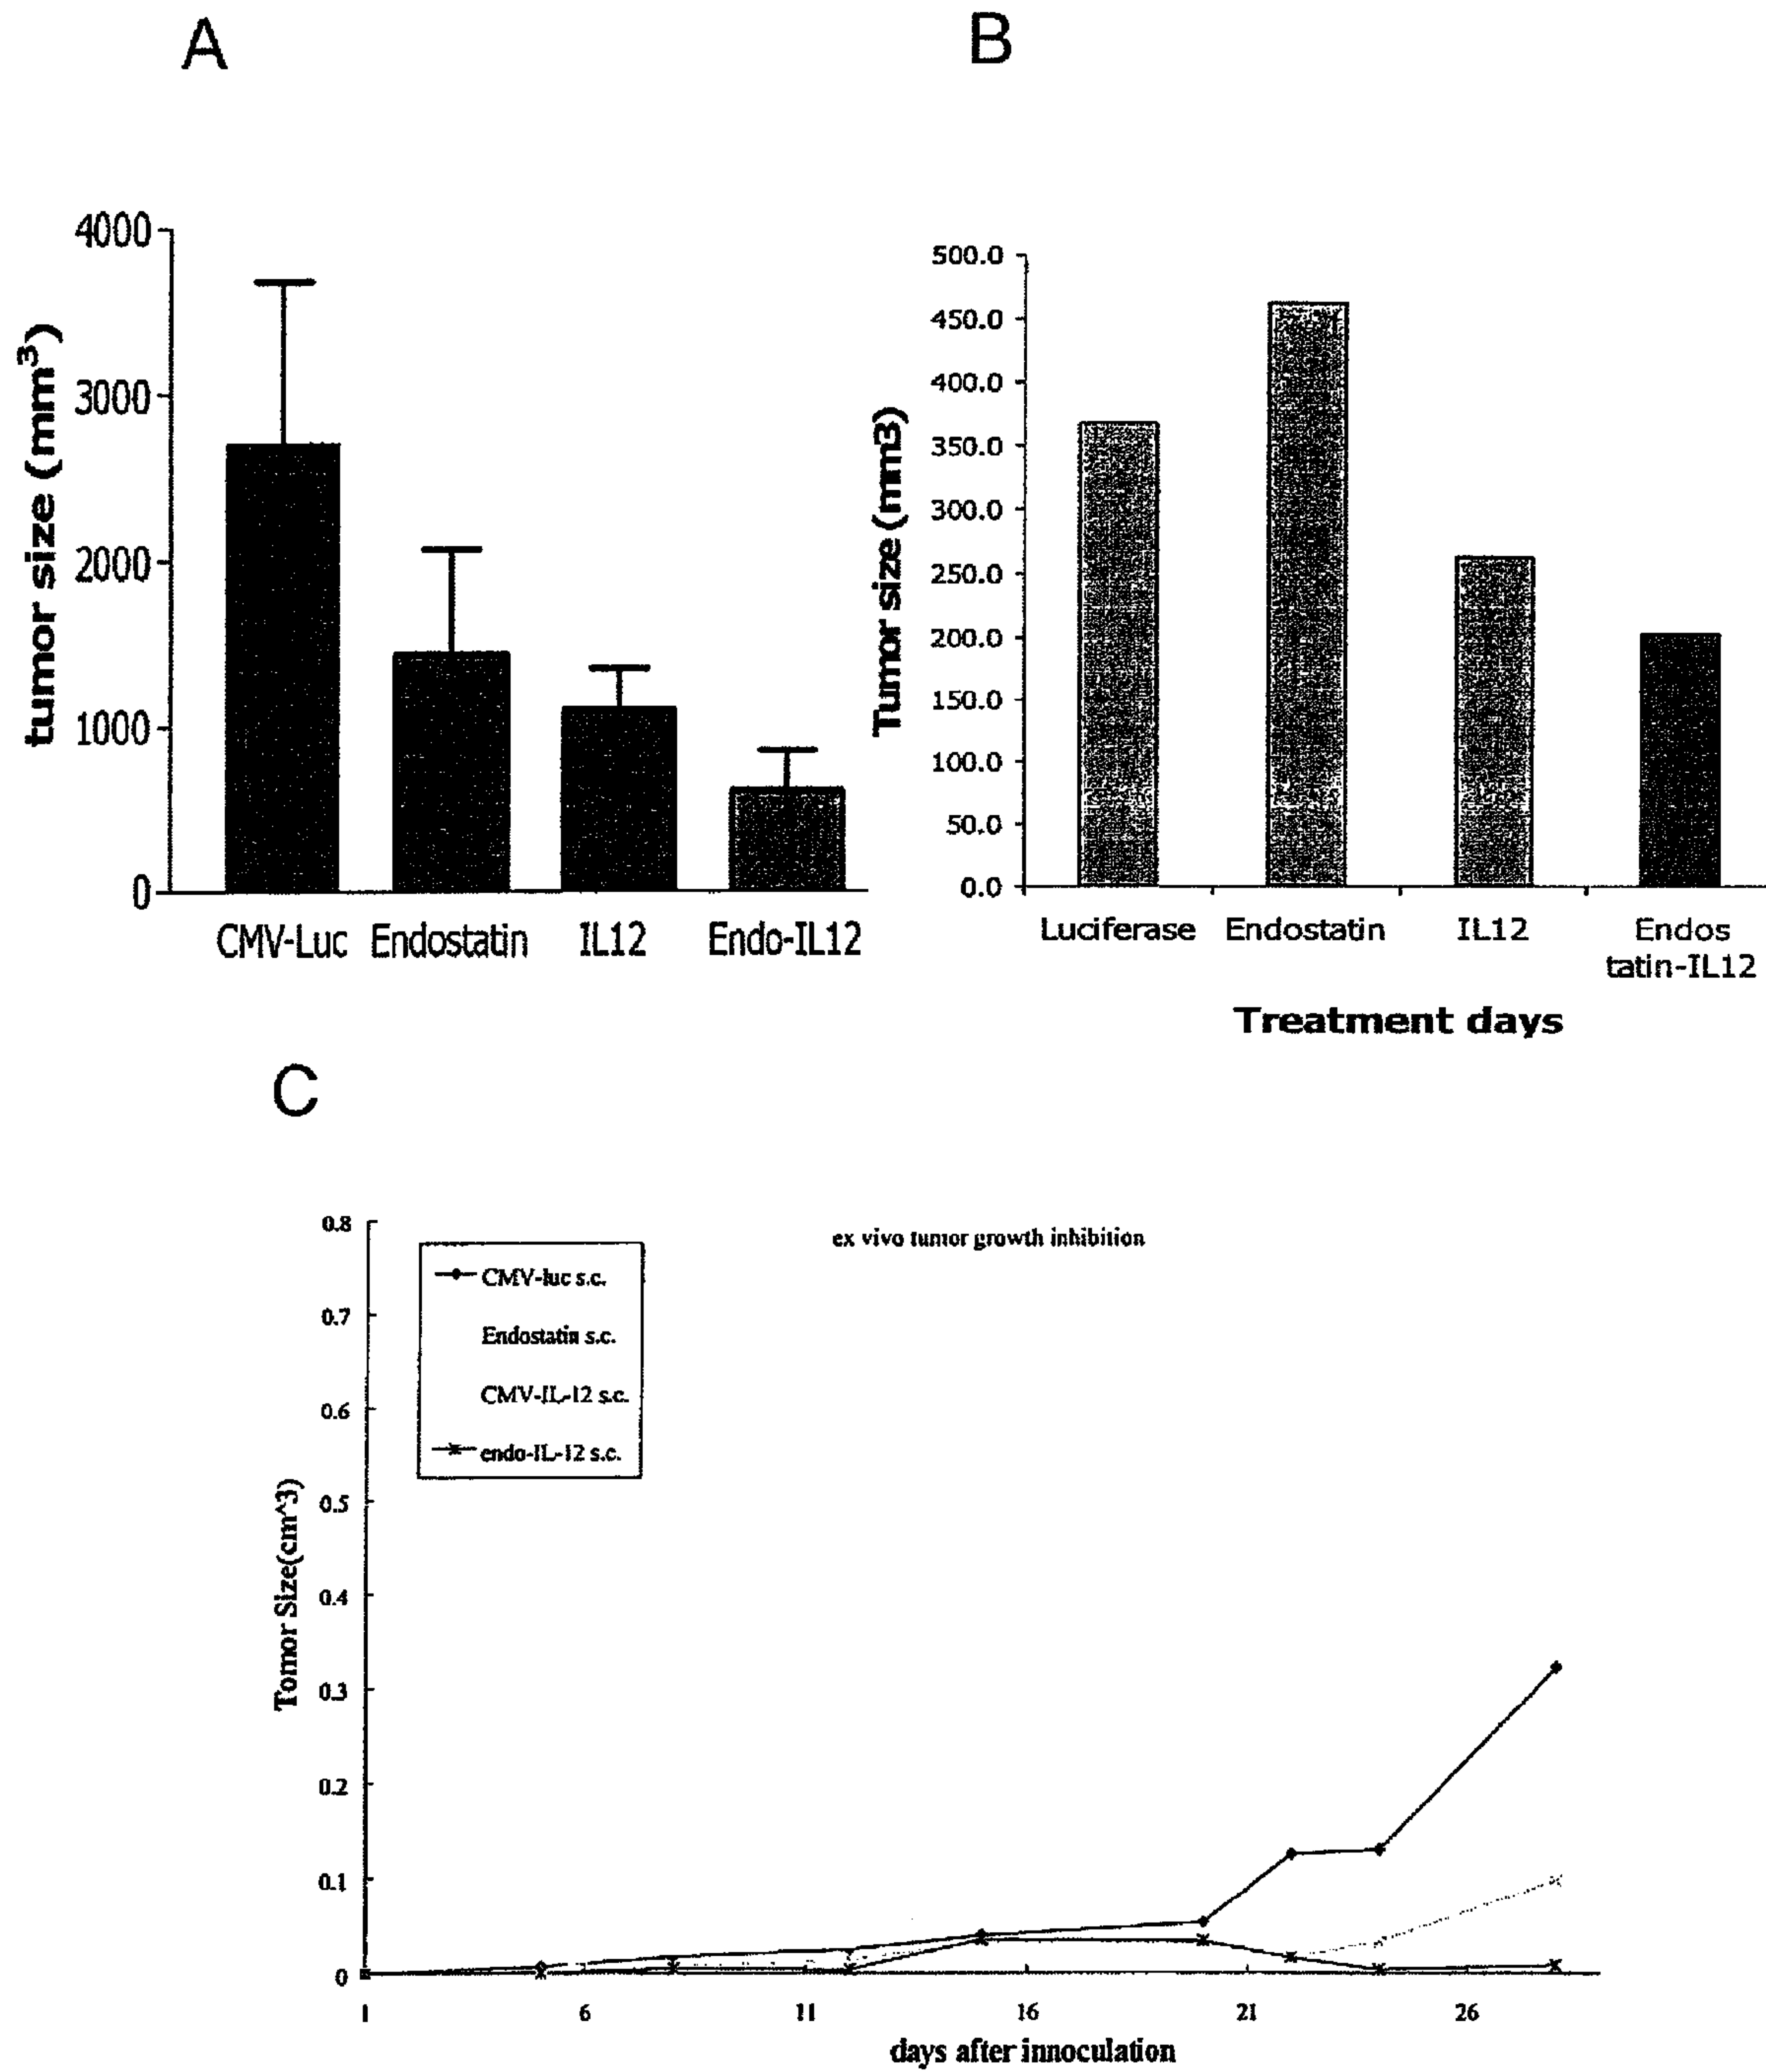 A
B
4000
3000
2000
1000
0
tumor size (mm³)
CMV-Luc Endostatin IL12 Endo-IL12
500.0
450.0
400.0
350.0
300.0
250.0
200.0
150.0
100.0
50.0
0.0
Tumor size (mm3)
Luciferase Endostatin IL12 Endos
tatin-IL12
Treatment days
C
ex vivo tumor growth inhibition
0.8
0.7
0.6
0.5
0.4
0.3
0.2
0.1
0
Tomor Size(cm^3)
CMV-luc s.c.
Endostatin s.c.
CMV-IL-12 s.c.
endo-IL-12 s.c.
1 6 11 16 21 26
days after innoculation